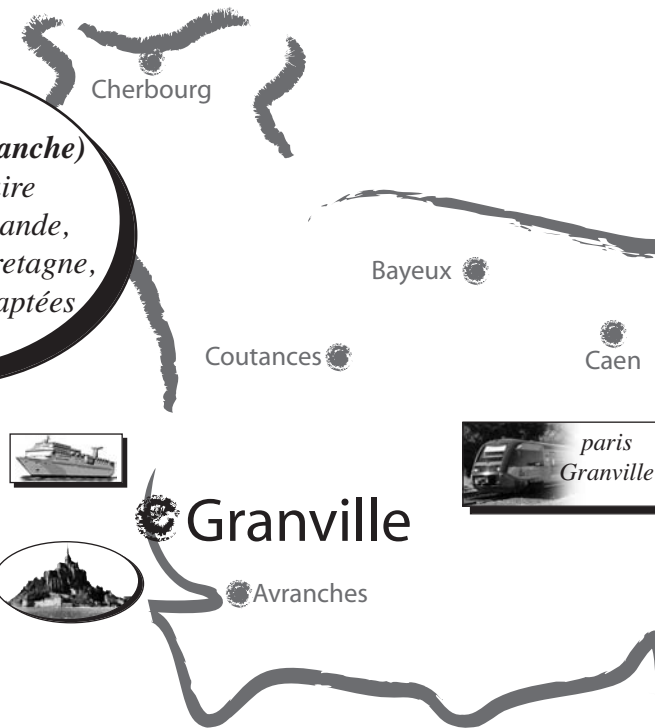 Cherbourg
anche)
ire
ande,
retagne,
aptées
Bayeux
Coutances
Caen
paris
Granville
Granville
Avranches